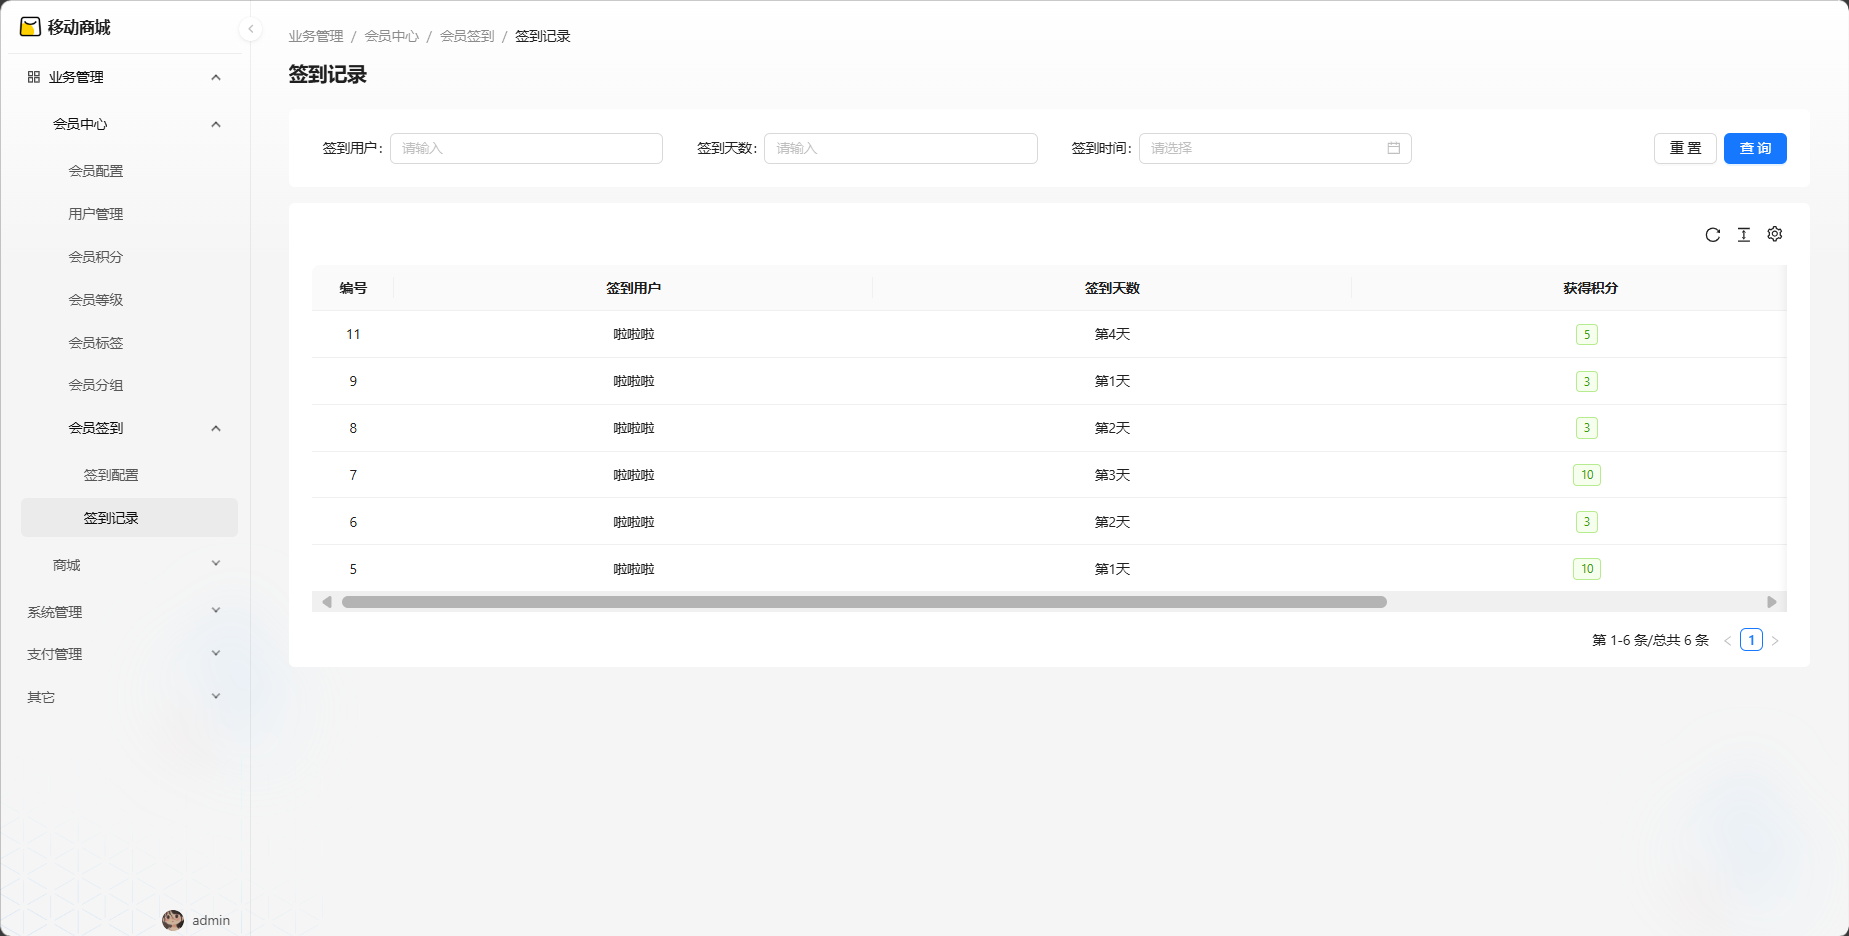 移动商城
业务管理
会员中心
会员配置
用户管理
会员积分
会员等级
会员标签
会员分组
会员签到
签到配置
签到记录
商城
系统管理
支付管理
其它
admin
业务管理 / 会员中心 / 会员签到 / 签到记录
签到记录
签到用户: 请输入 签到天数: 请输入 签到时间: 请选择 重 置 查 询
编号 签到用户 签到天数 获得积分
11 啦啦啦 第4天 5
9 啦啦啦 第1天 3
8 啦啦啦 第2天 3
7 啦啦啦 第3天 10
6 啦啦啦 第2天 3
5 啦啦啦 第1天 10
第 1-6 条/总共 6 条 < 1 >